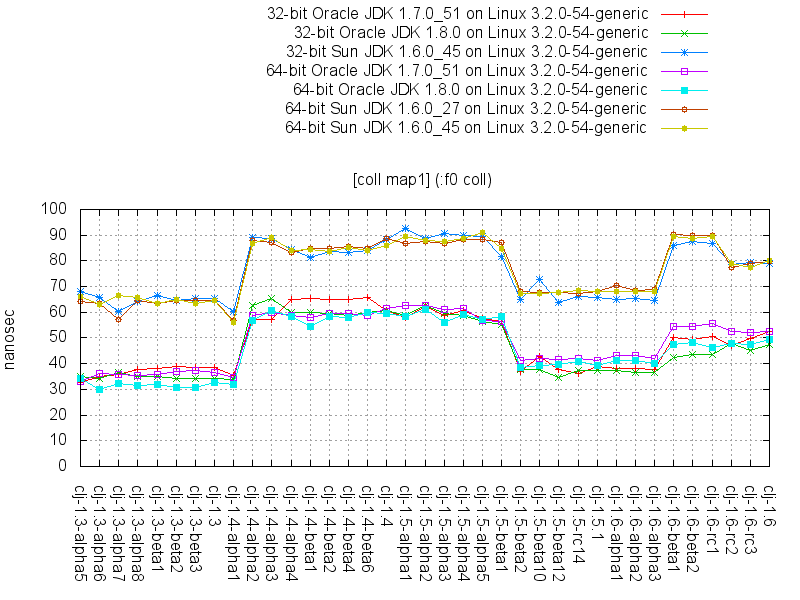 32-bit Oracle JDK 1.7.0_51 on Linux 3.2.0-54-generic
32-bit Oracle JDK 1.8.0 on Linux 3.2.0-54-generic
32-bit Sun JDK 1.6.0_45 on Linux 3.2.0-54-generic
64-bit Oracle JDK 1.7.0_51 on Linux 3.2.0-54-generic
64-bit Oracle JDK 1.8.0 on Linux 3.2.0-54-generic
64-bit Sun JDK 1.6.0_27 on Linux 3.2.0-54-generic
64-bit Sun JDK 1.6.0_45 on Linux 3.2.0-54-generic
[coll map1] (:f0 coll)
nanosec
100
90
80
70
60
50
40
30
20
10
0
clj-1.3-alpha5
clj-1.3-alpha6
clj-1.3-alpha7
clj-1.3-alpha8
clj-1.3-beta1
clj-1.3-beta2
clj-1.3-beta3
clj-1.3
clj-1.4-alpha1
clj-1.4-alpha2
clj-1.4-alpha3
clj-1.4-alpha4
clj-1.4-beta1
clj-1.4-beta2
clj-1.4-beta4
clj-1.4-beta6
clj-1.4
clj-1.5-alpha1
clj-1.5-alpha2
clj-1.5-alpha3
clj-1.5-alpha4
clj-1.5-alpha5
clj-1.5-beta1
clj-1.5-beta2
clj-1.5-beta10
clj-1.5-beta12
clj-1.5-rc14
clj-1.5.1
clj-1.6-alpha1
clj-1.6-alpha2
clj-1.6-alpha3
clj-1.6-beta1
clj-1.6-beta2
clj-1.6-rc1
clj-1.6-rc2
clj-1.6-rc3
clj-1.6